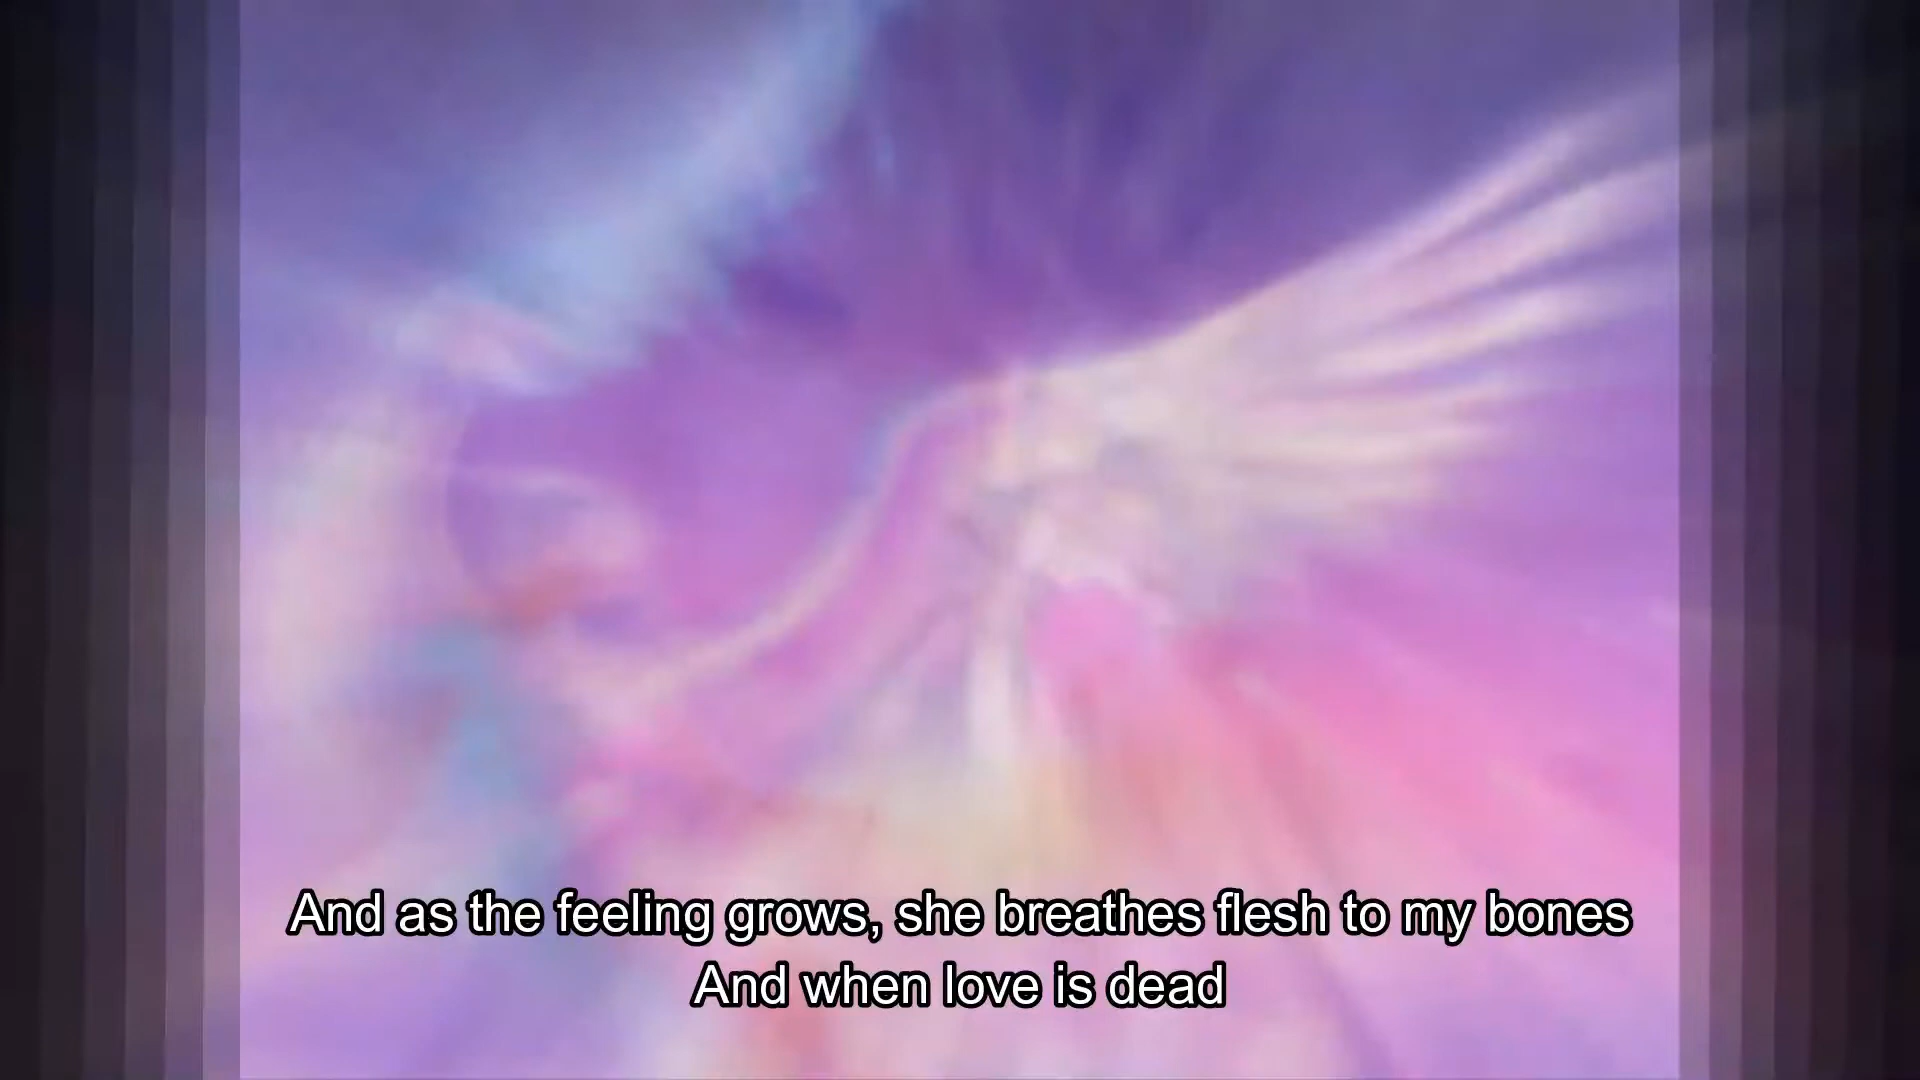 And as the feeling grows, she breathes flesh to my bones
And when love is dead